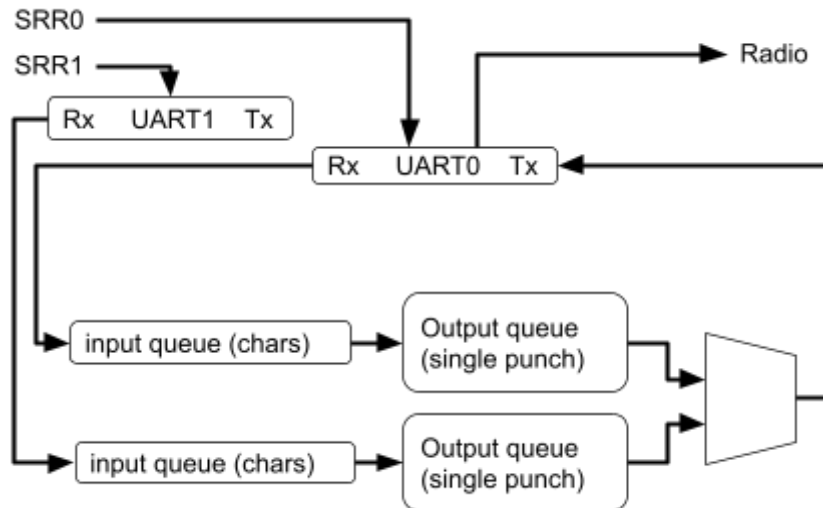 SRR0
Radio
SRR1
Rx UART1 Tx
Rx UART0 Tx
input queue (chars)
Output queue
(single punch)
input queue (chars)
Output queue
(single punch)